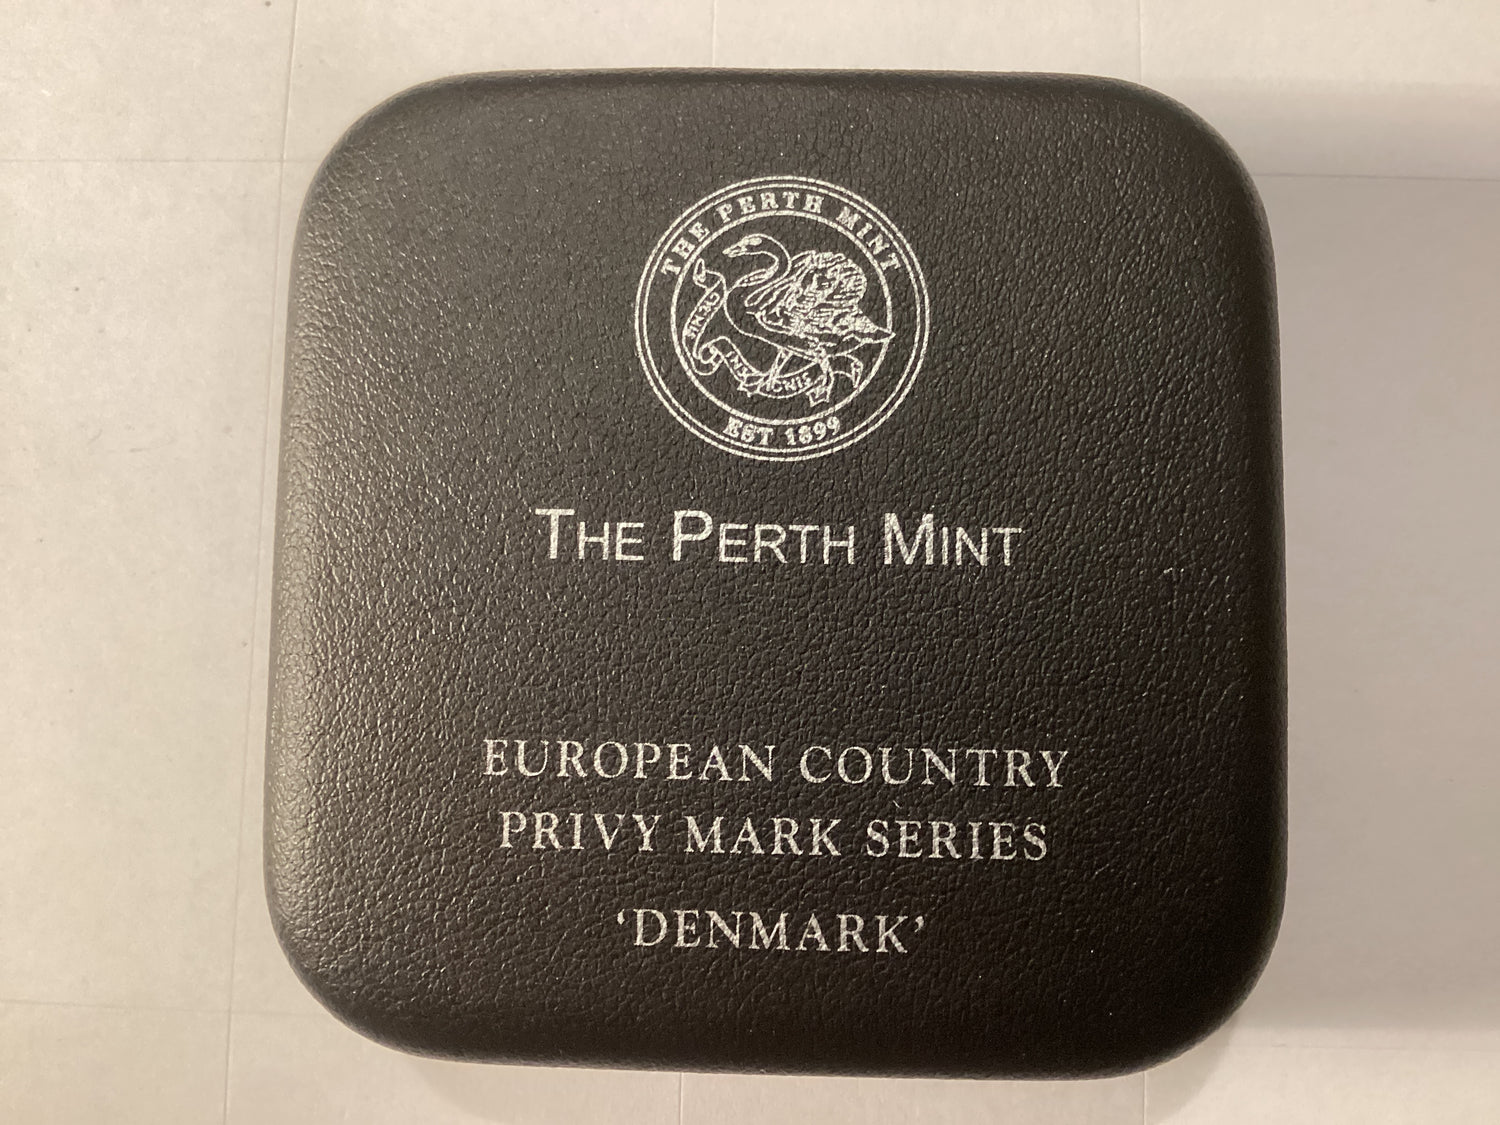 THE PERTH MINT
EST 1899
THE PERTH MINT
EUROPEAN COUNTRY
PRIVY MARK SERIES
‘DENMARK’